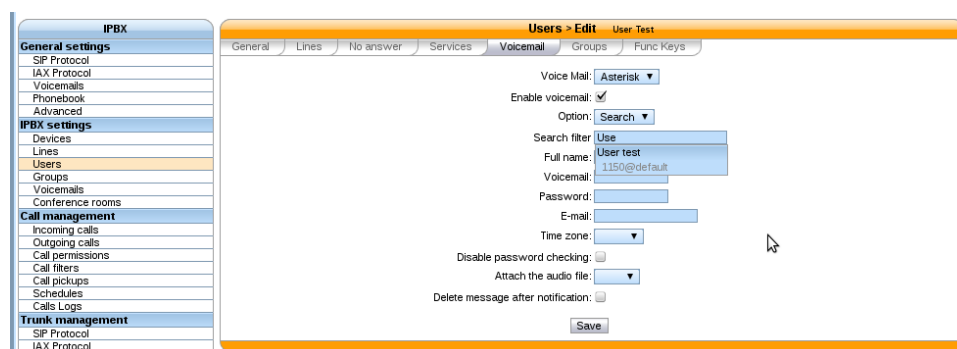 IPBX
General settings
SIP Protocol
IAX Protocol
Voicemails
Phonebook
Advanced
IPBX settings
Devices
Lines
Users
Groups
Voicemails
Conference rooms
Call management
Incoming calls
Outgoing calls
Call permissions
Call filters
Call pickups
Schedules
Calls Logs
Trunk management
SIP Protocol
IAX Protocol
Users > Edit User Test
General Lines No answer Services Voicemail Groups Func Keys
Voice Mail: Asterisk
Enable voicemail:
Option: Search
Search filter Use
User test
1150@default
Full name:
Voicemail:
Password:
E-mail:
Time zone:
Disable password checking:
Attach the audio file:
Delete message after notification:
Save